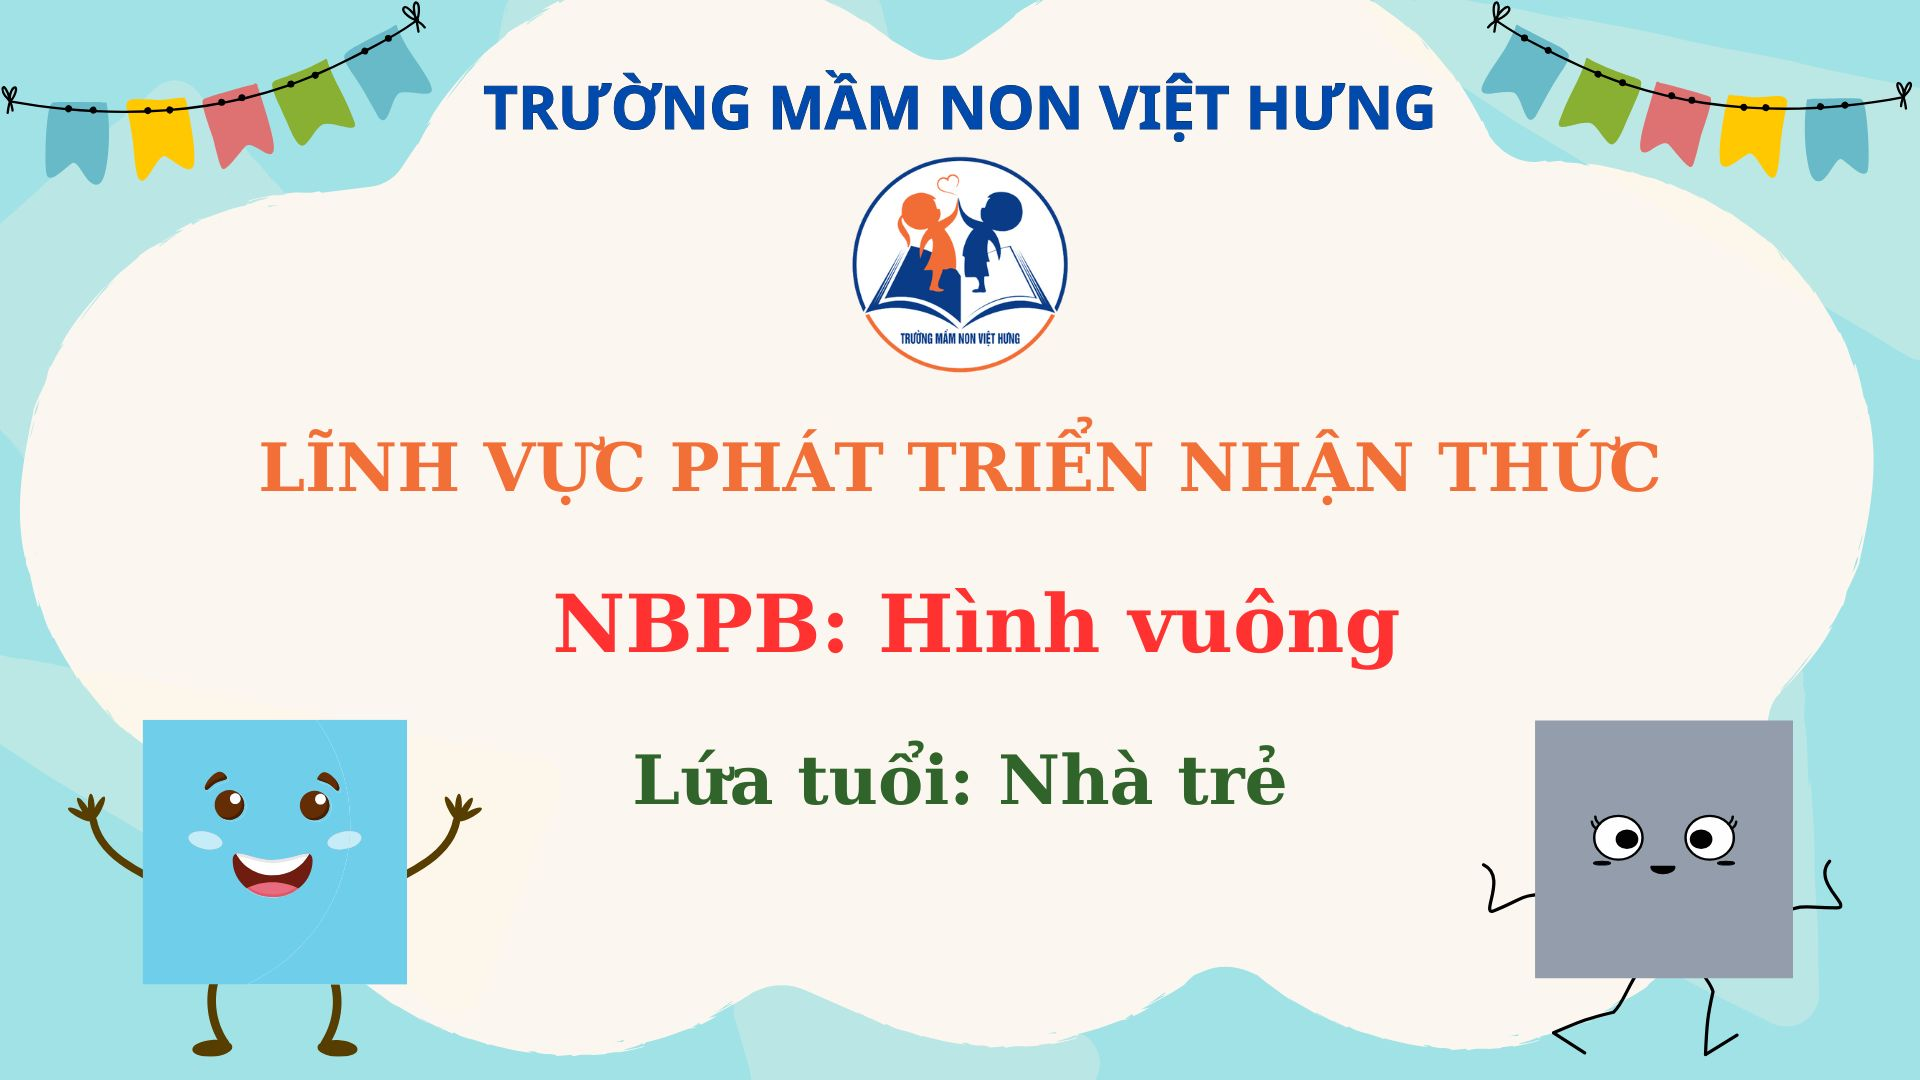 TRƯỜNG MẦM NON VIỆT HƯNG
TRƯỜNG MẦM NON VIỆT HƯNG
LĨNH VỰC PHÁT TRIỂN NHẬN THỨC
NBPB: Hình vuông
Lứa tuổi: Nhà trẻ